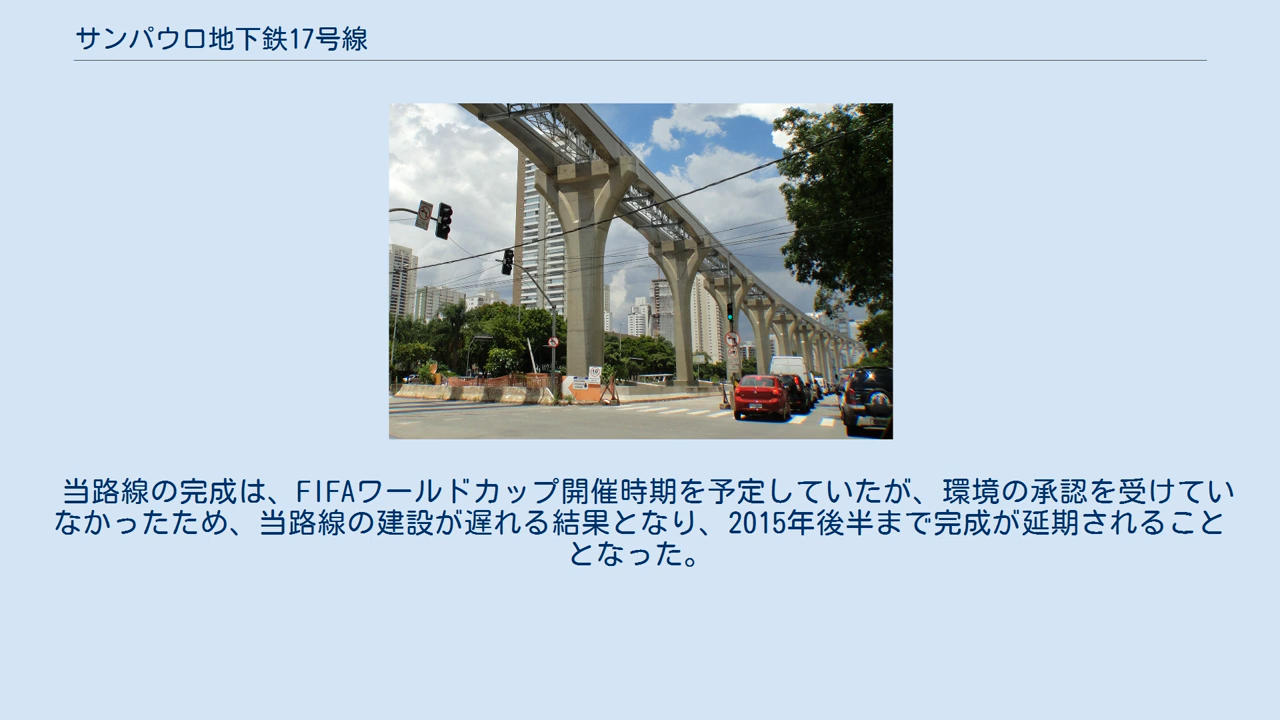 サンパウロ地下鉄17号線
当路線の完成は、FIFAワールドカップ開催時期を予定していたが、環境の承認を受けてい
なかったため、当路線の建設が遅れる結果となり、2015年後半まで完成が延期されること
となった。